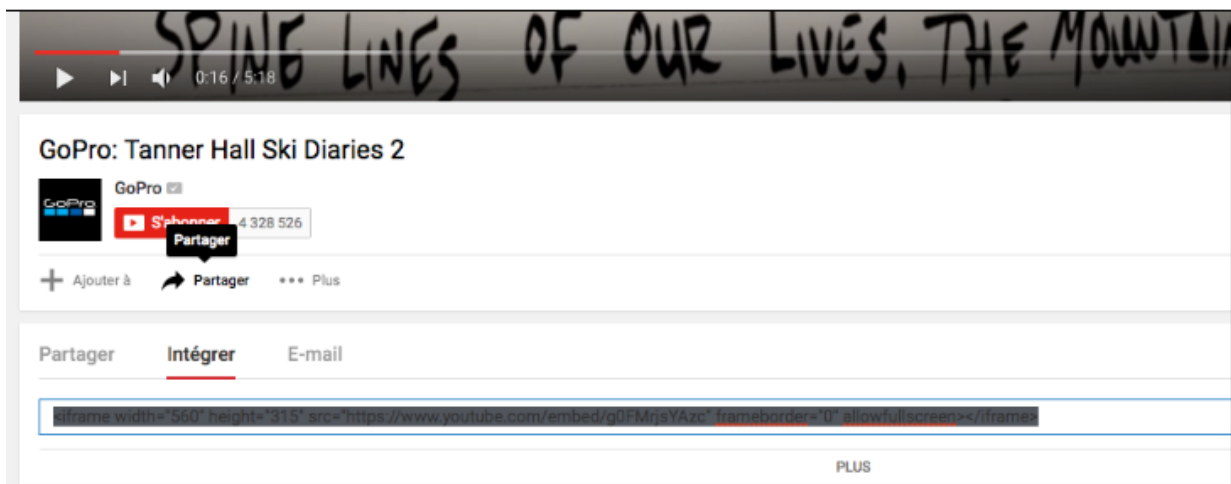 SPINE LINES OF OUR LIVES, THE MOUNTAIN
0:16 / 5:18
GoPro: Tanner Hall Ski Diaries 2
GoPro
GoPro
S'abonner 4 328 526
Partager
Ajouter à Partager Plus
Partager Intégrer E-mail
<iframe width="560" height="315" src="https://www.youtube.com/embed/g0FMrjsYAzc" frameborder="0" allowfullscreen></iframe>
PLUS